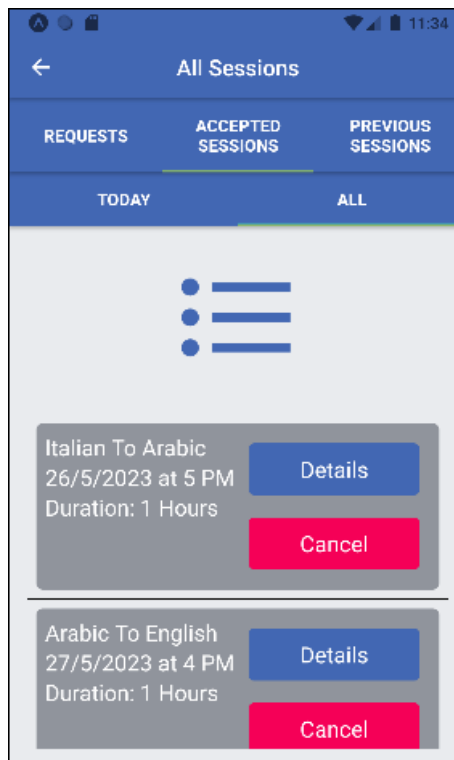 11:34
All Sessions
REQUESTS
ACCEPTED
SESSIONS
PREVIOUS
SESSIONS
TODAY
ALL
Italian To Arabic
26/5/2023 at 5 PM
Duration: 1 Hours
Details
Cancel
Arabic To English
27/5/2023 at 4 PM
Duration: 1 Hours
Details
Cancel